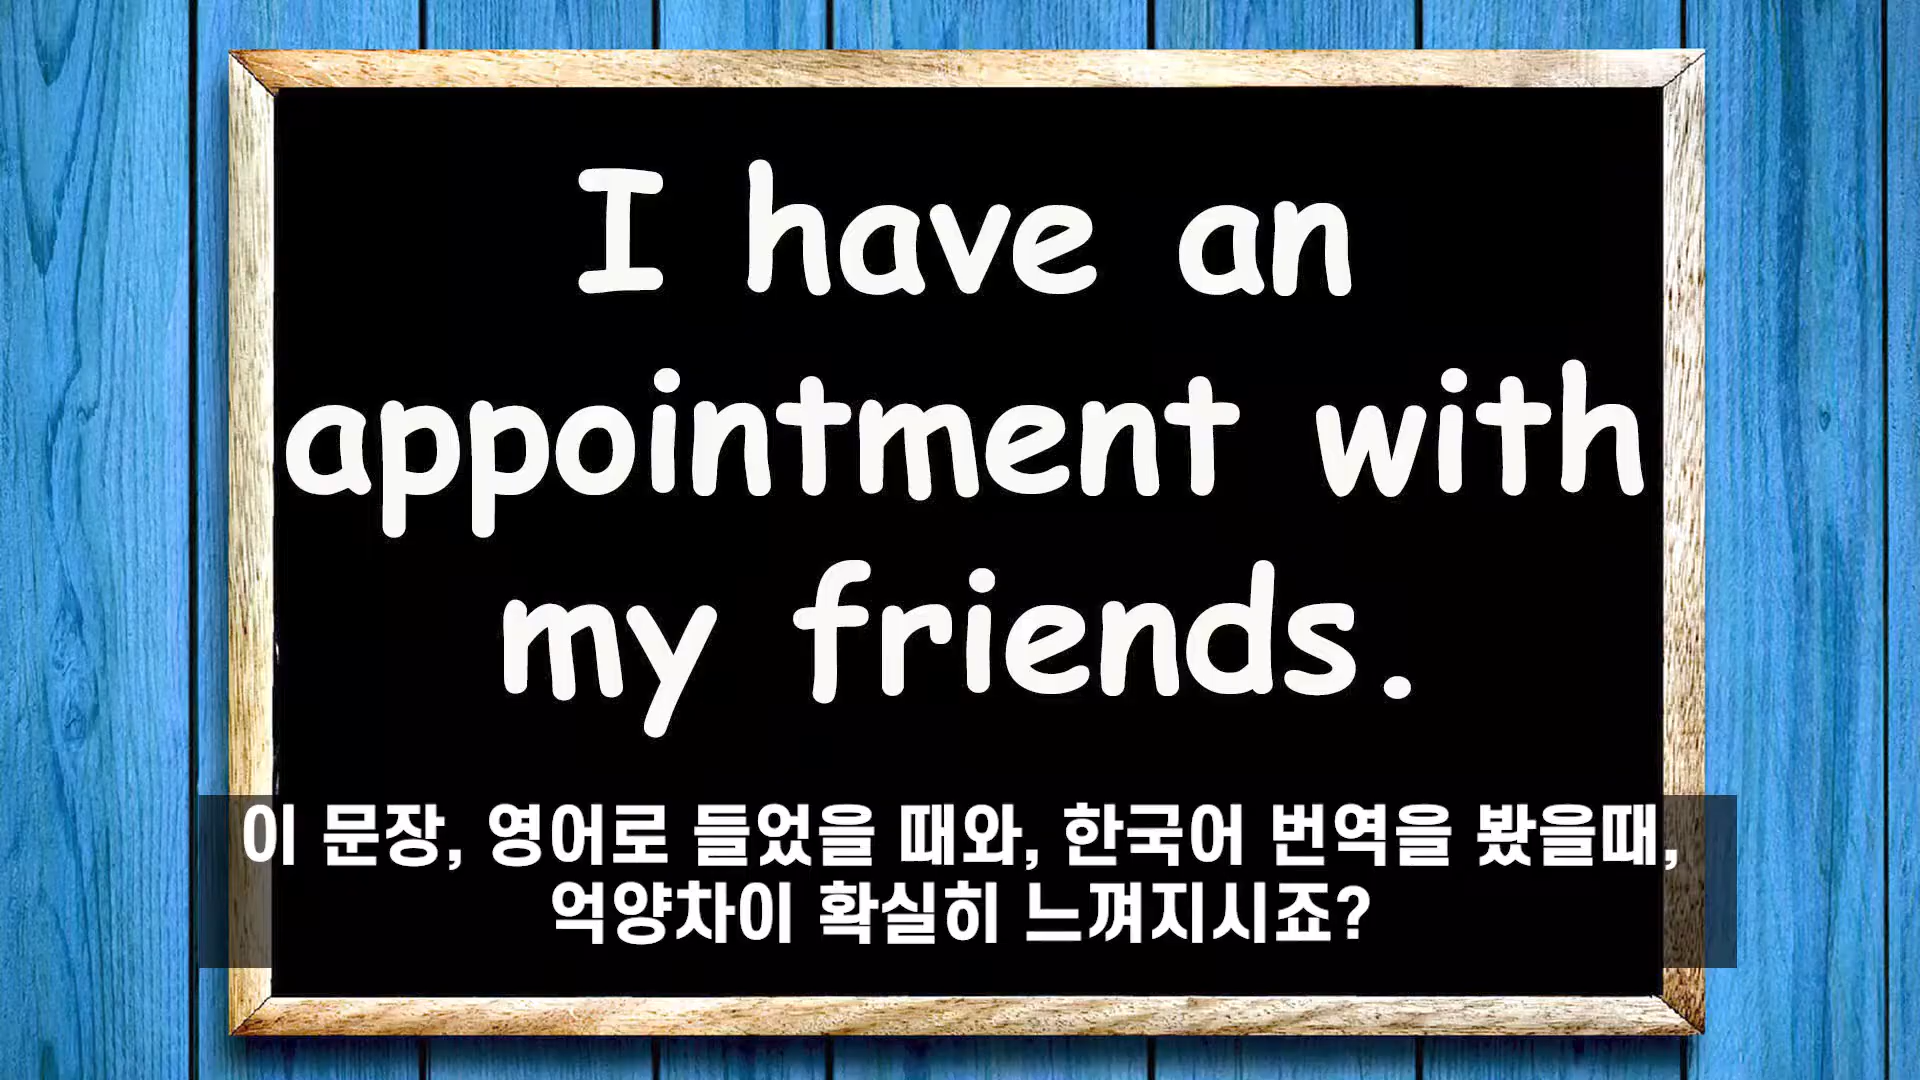 I have an
appointment with
my friends.
이 문장, 영어로 들었을 때와, 한국어 번역을 봤을때,
억양차이 확실히 느껴지시죠?